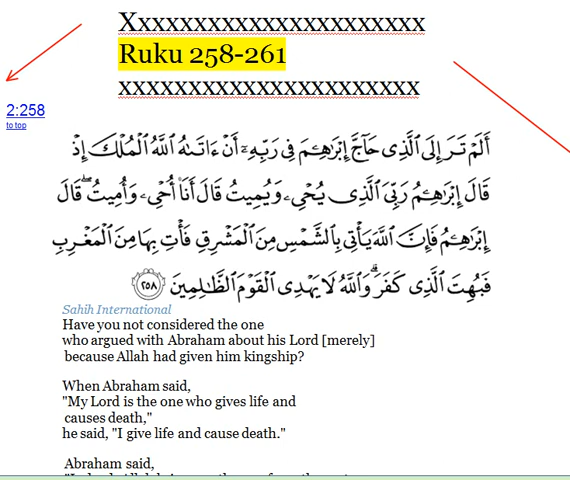 Xxxxxxxxxxxxxxxxxxxxxx
Ruku 258-261
xxxxxxxxxxxxxxxxxxxxxx
2:258
to top
أَلَمْ تَرَ إِلَى ٱلَّذِى حَآجَّ إِبْرَٰهِـۧمَ فِى رَبِّهِۦٓ أَنْ ءَاتَىٰهُ ٱللَّهُ ٱلْمُلْكَ إِذْ
قَالَ إِبْرَٰهِـۧمُ رَبِّىَ ٱلَّذِى يُحْىِۦ وَيُمِيتُ قَالَ أَنَا۠ أُحْىِۦ وَأُمِيتُ ۖ قَالَ
إِبْرَٰهِـۧمُ فَإِنَّ ٱللَّهَ يَأْتِى بِٱلشَّمْسِ مِنَ ٱلْمَشْرِقِ فَأْتِ بِهَا مِنَ ٱلْمَغْرِبِ
فَبُهِتَ ٱلَّذِى كَفَرَ ۗ وَٱللَّهُ لَا يَهْدِى ٱلْقَوْمَ ٱلظَّـٰلِمِينَ ٢٥٨
Sahih International
Have you not considered the one
who argued with Abraham about his Lord [merely]
because Allah had given him kingship?
When Abraham said,
"My Lord is the one who gives life and
causes death,"
he said, "I give life and cause death."
Abraham said,